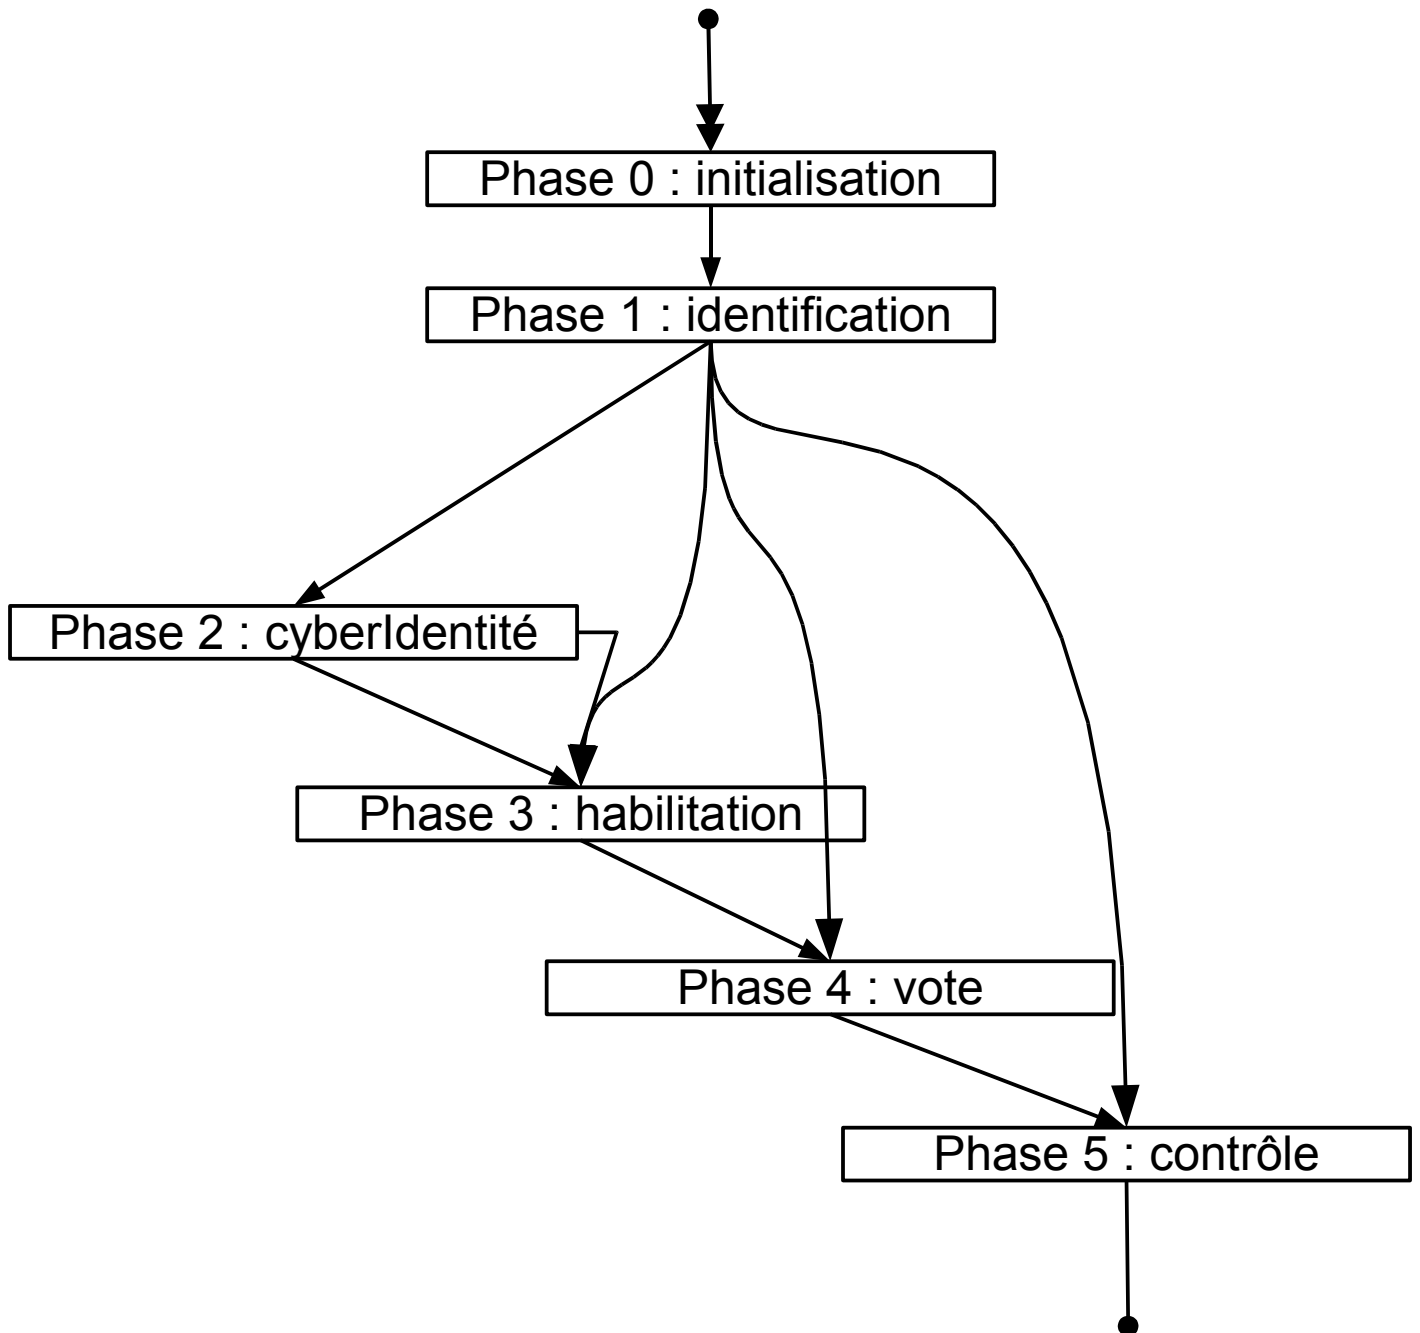 Phase 0 : initialisation
Phase 1 : identification
Phase 2 : cyberIdentité
Phase 3 : habilitation
Phase 4 : vote
Phase 5 : contrôle